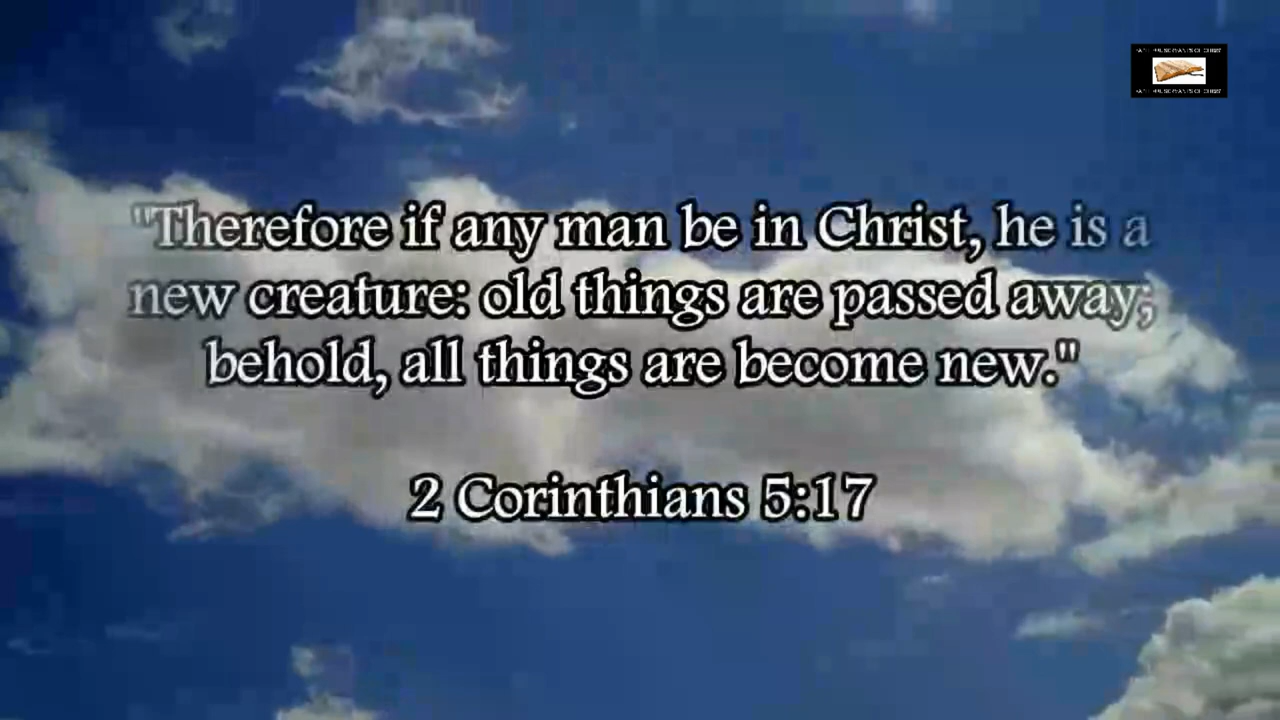 "Therefore if any man be in Christ, he is a
new creature: old things are passed away;
behold, all things are become new."
2 Corinthians 5:17